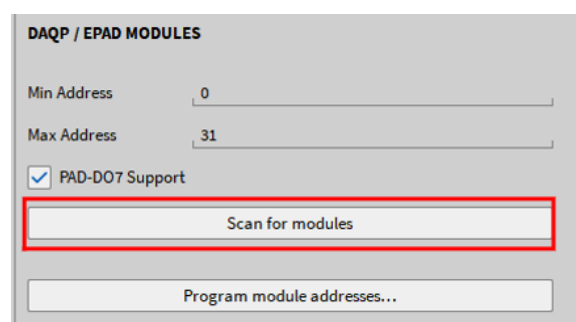 DAQP / EPAD MODULES
Min Address 0
Max Address 31
PAD-DO7 Support
Scan for modules
Program module addresses...